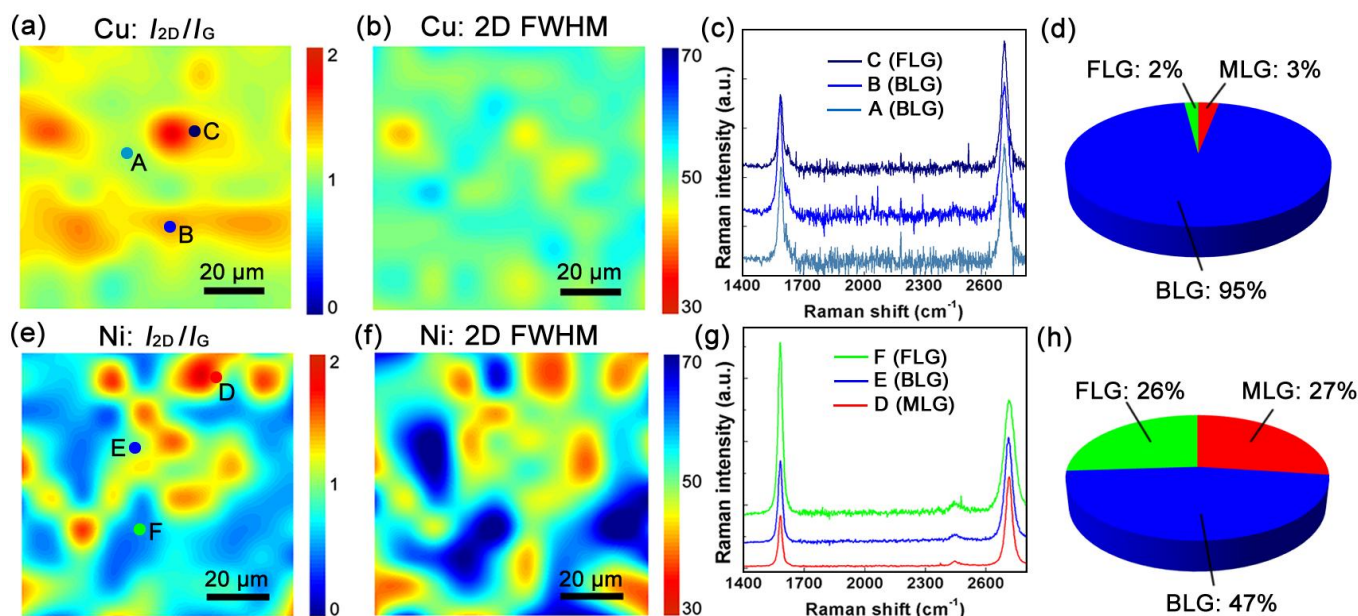 (a) Cu: I2D/IG
A
B
C
20 µm
2
1
0
(b) Cu: 2D FWHM
20 µm
70
50
30
(c)
C (FLG)
B (BLG)
A (BLG)
Raman intensity (a.u.)
1400 1700 2000 2300 2600
Raman shift (cm-1)
(d)
FLG: 2% MLG: 3%
BLG: 95%
(e) Ni: I2D/IG
D
E
F
20 µm
2
1
0
(f) Ni: 2D FWHM
20 µm
70
50
30
(g)
F (FLG)
E (BLG)
D (MLG)
Raman intensity (a.u.)
1400 1700 2000 2300 2600
Raman shift (cm-1)
(h)
FLG: 26% MLG: 27%
BLG: 47%